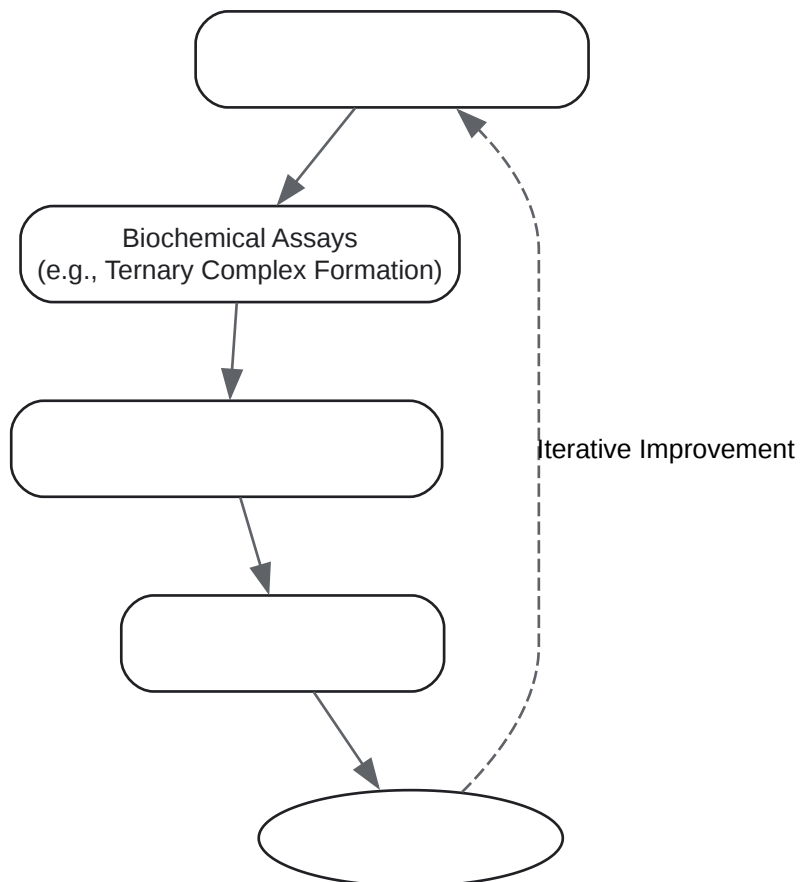 Biochemical Assays
(e.g., Ternary Complex Formation)
Iterative Improvement